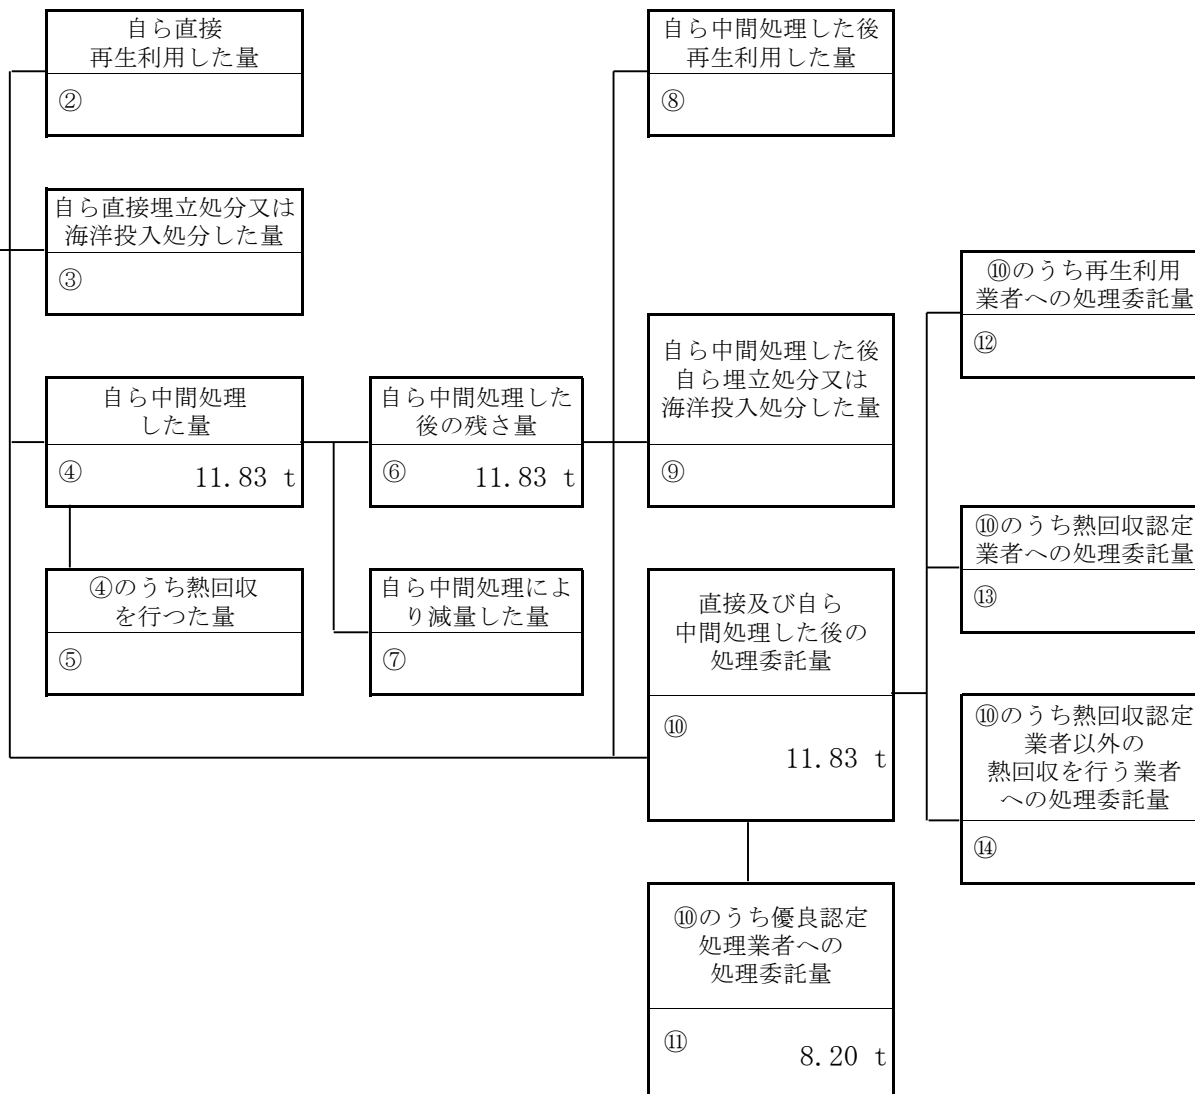 自ら直接
再生利用した量
②
自ら中間処理した後
再生利用した量
⑧
自ら直接埋立処分又は
海洋投入処分した量
③
⑩のうち再生利用
業者への処理委託量
⑫
自ら中間処理した後
自ら埋立処分又は
海洋投入処分した量
⑨
自ら中間処理
した量
④ 11.83 t
自ら中間処理した
後の残さ量
⑥ 11.83 t
⑩のうち熱回収認定
業者への処理委託量
⑬
④のうち熱回収
を行つた量
⑤
自ら中間処理によ
り減量した量
⑦
直接及び自ら
中間処理した後の
処理委託量
⑩
11.83 t
⑩のうち熱回収認定
業者以外の
熱回収を行う業者
への処理委託量
⑭
⑩のうち優良認定
処理業者への
処理委託量
⑪ 8.20 t